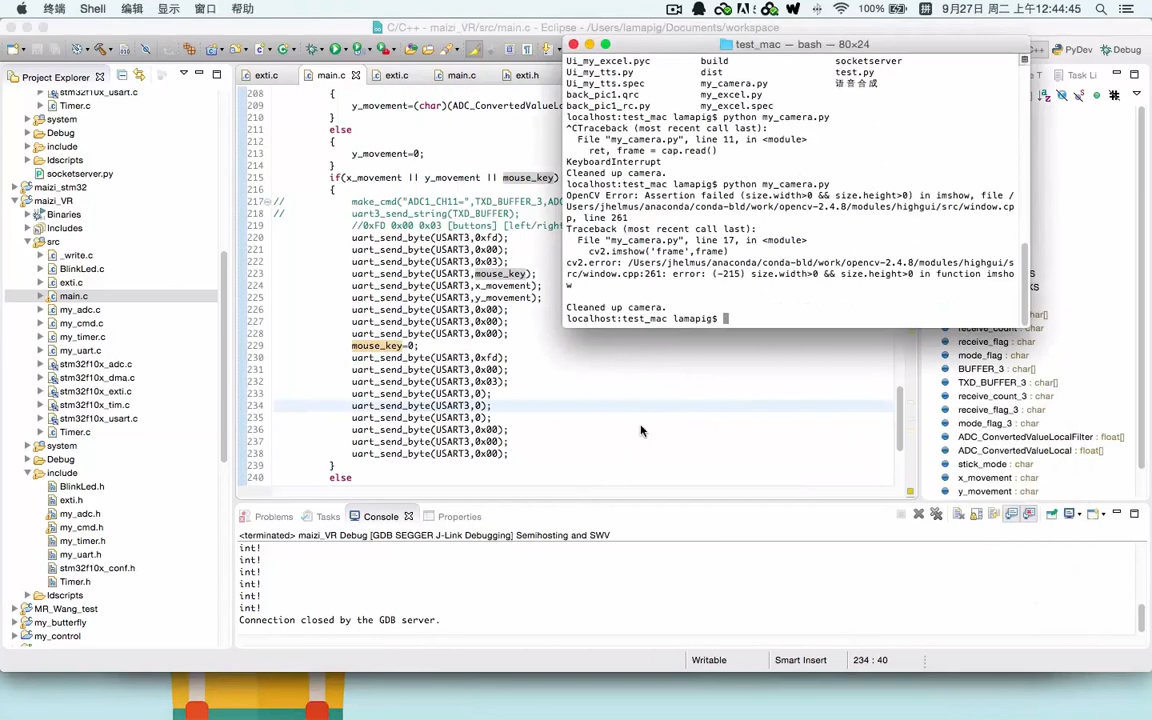 终端 Shell 编辑 显示 窗口 帮助 100% 拼 9月27日 周二 上午12:44:45
C/C++ - maizi_VR/src/main.c - Eclipse - /Users/lamapig/Documents/workspace
PyDev Debug
Project Explorer
stm32f10x_usart.c
Timer.c
system
Debug
include
ldscripts
socketserver.py
maizi_stm32
maizi_VR
Binaries
Includes
src
_write.c
BlinkLed.c
exti.c
main.c
my_adc.c
my_cmd.c
my_timer.c
my_uart.c
stm32f10x_adc.c
stm32f10x_dma.c
stm32f10x_exti.c
stm32f10x_tim.c
stm32f10x_usart.c
Timer.c
system
Debug
include
BlinkLed.h
exti.h
my_adc.h
my_cmd.h
my_timer.h
my_uart.h
stm32f10x_conf.h
Timer.h
ldscripts
MR_Wang_test
my_butterfly
my_control
exti.c main.c exti.c main.c exti.h
208 {
209 y_movement=(char)(ADC_ConvertedValueLo
210 }
211 else
212 {
213 y_movement=0;
214 }
215 if(x_movement || y_movement || mouse_key)
216 {
217 // make_cmd("ADC1_CH11=",TXD_BUFFER_3,AD
218 // uart3_send_string(TXD_BUFFER);
219 //0xFD 0x00 0x03 [buttons] [left/righ
220 uart_send_byte(USART3,0xfd);
221 uart_send_byte(USART3,0x00);
222 uart_send_byte(USART3,0x03);
223 uart_send_byte(USART3,mouse_key);
224 uart_send_byte(USART3,x_movement);
225 uart_send_byte(USART3,y_movement);
226 uart_send_byte(USART3,0x00);
227 uart_send_byte(USART3,0x00);
228 uart_send_byte(USART3,0x00);
229 mouse_key=0;
230 uart_send_byte(USART3,0xfd);
231 uart_send_byte(USART3,0x00);
232 uart_send_byte(USART3,0x03);
233 uart_send_byte(USART3,0);
234 uart_send_byte(USART3,0);
235 uart_send_byte(USART3,0);
236 uart_send_byte(USART3,0x00);
237 uart_send_byte(USART3,0x00);
238 uart_send_byte(USART3,0x00);
239 }
240 else
test_mac — bash — 80×24
Ui_my_excel.pyc build socketserver
Ui_my_tts.py dist test.py
Ui_my_tts.spec my_camera.py 语音合成
back_pic1.qrc my_excel.py
back_pic1_rc.py my_excel.spec
localhost:test_mac lamapig$ python my_camera.py
^CTraceback (most recent call last):
File "my_camera.py", line 11, in <module>
ret, frame = cap.read()
KeyboardInterrupt
Cleaned up camera.
localhost:test_mac lamapig$ python my_camera.py
OpenCV Error: Assertion failed (size.width>0 && size.height>0) in imshow, file /
Users/jhelmus/anaconda/conda-bld/work/opencv-2.4.8/modules/highgui/src/window.cp
p, line 261
Traceback (most recent call last):
File "my_camera.py", line 17, in <module>
cv2.imshow('frame',frame)
cv2.error: /Users/jhelmus/anaconda/conda-bld/work/opencv-2.4.8/modules/highgui/s
rc/window.cpp:261: error: (-215) size.width>0 && size.height>0 in function imsho
w
Cleaned up camera.
localhost:test_mac lamapig$
Task Li
receive_count : char
receive_flag : char
mode_flag : char
BUFFER_3 : char[]
TXD_BUFFER_3 : char[]
receive_count_3 : char
receive_flag_3 : char
mode_flag_3 : char
ADC_ConvertedValueLocalFilter : float[]
ADC_ConvertedValueLocal : float[]
stick_mode : char
x_movement : char
y_movement : char
Problems Tasks Console Properties
<terminated> maizi_VR Debug [GDB SEGGER J-Link Debugging] Semihosting and SWV
int!
int!
int!
int!
int!
int!
Connection closed by the GDB server.
Writable Smart Insert 234 : 40